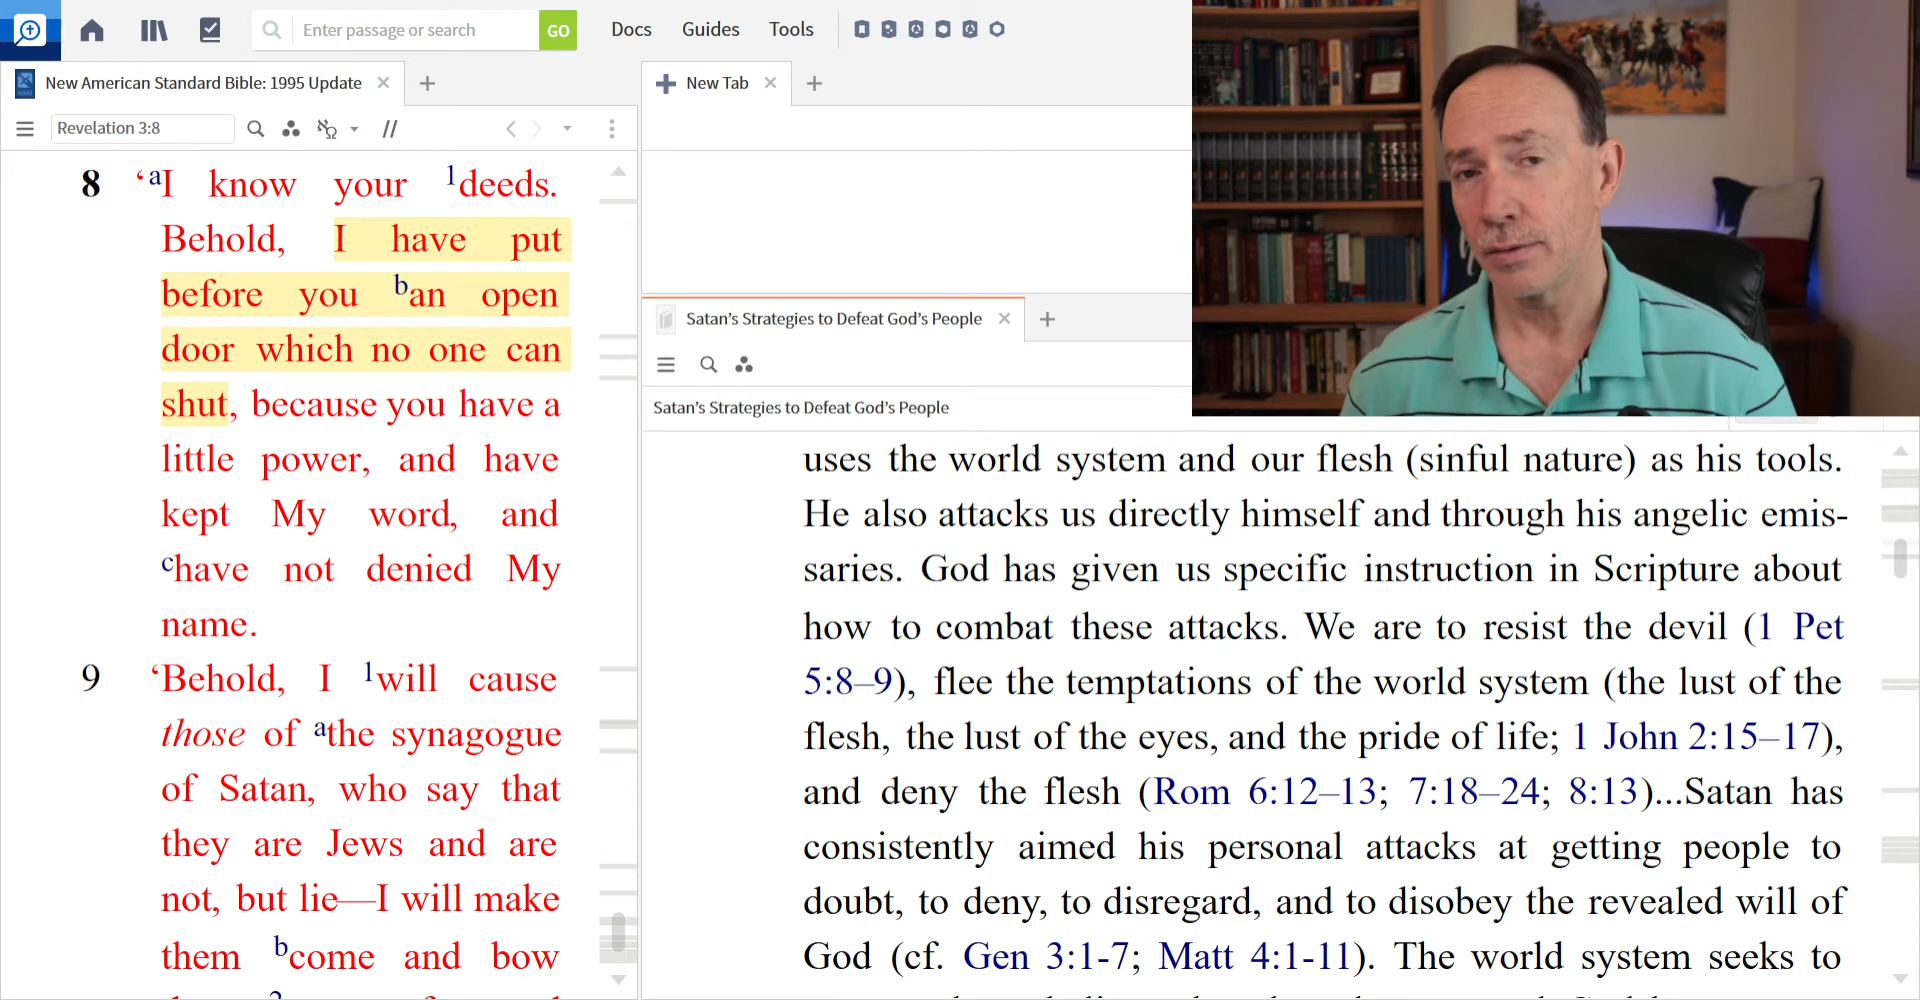 Enter passage or search
GO
Docs
Guides
Tools
New American Standard Bible: 1995 Update
Revelation 3:8
8 ‘aI know your 1deeds.
Behold, I have put
before you ban open
door which no one can
shut, because you have a
little power, and have
kept My word, and
chave not denied My
name.
9 ‘Behold, I 1will cause
those of athe synagogue
of Satan, who say that
they are Jews and are
not, but lie—I will make
them bcome and bow
New Tab
Satan’s Strategies to Defeat God’s People
Satan’s Strategies to Defeat God’s People
uses the world system and our flesh (sinful nature) as his tools.
He also attacks us directly himself and through his angelic emis-
saries. God has given us specific instruction in Scripture about
how to combat these attacks. We are to resist the devil (1 Pet
5:8–9), flee the temptations of the world system (the lust of the
flesh, the lust of the eyes, and the pride of life; 1 John 2:15–17),
and deny the flesh (Rom 6:12–13; 7:18–24; 8:13)...Satan has
consistently aimed his personal attacks at getting people to
doubt, to deny, to disregard, and to disobey the revealed will of
God (cf. Gen 3:1-7; Matt 4:1-11). The world system seeks to